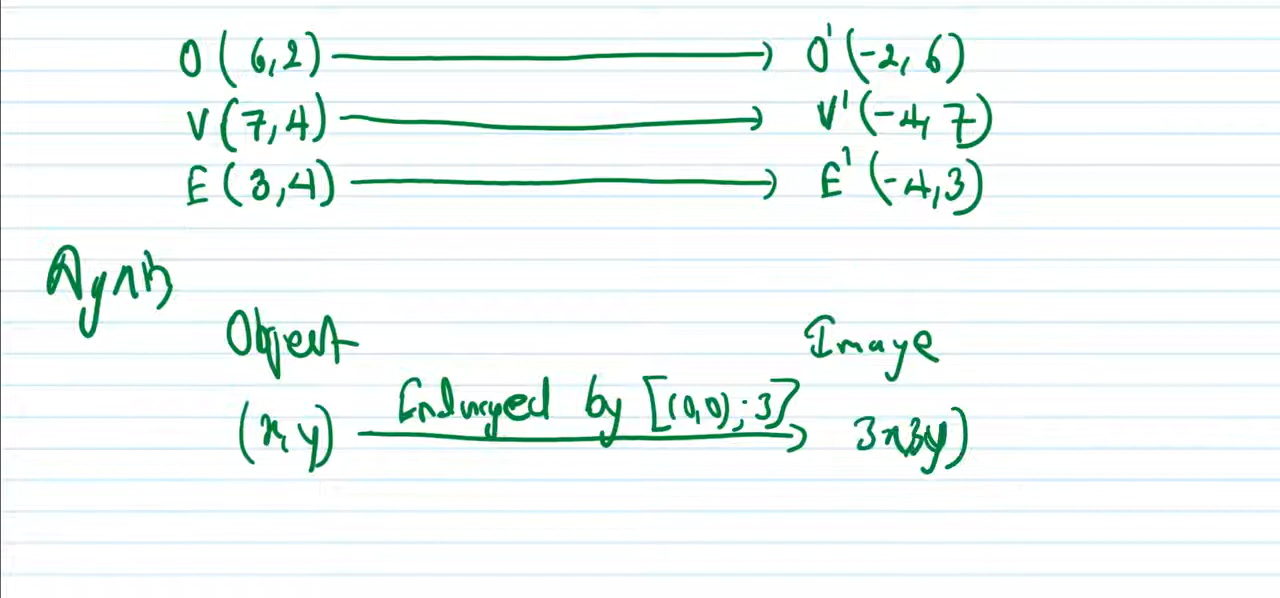 O (6,2) ⟶ O'(-2,6)
V (7,4) ⟶ V'(-4,7)
E (3,4) ⟶ E'(-4,3)
Again
Object Image
(x,y) Enlarged by [(0,0); 3] ⟶ 3x,3y)